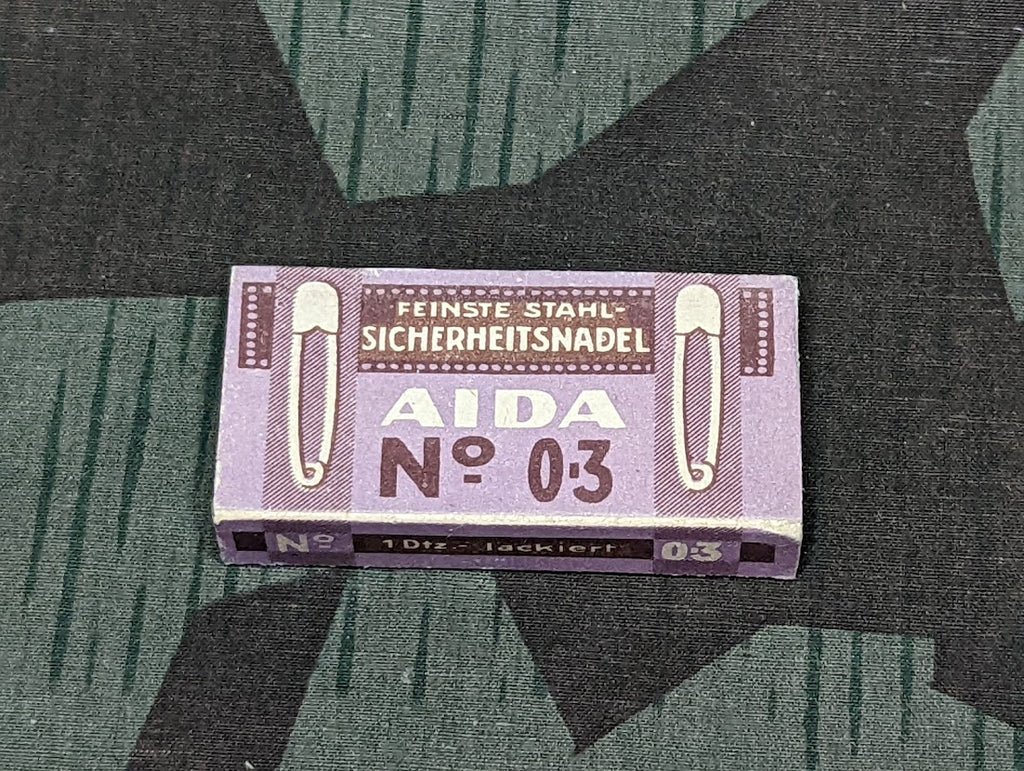 FEINSTE STAHL-
SICHERHEITSNADEL
AIDA
Nº 0·3
Nº 1 Dtz.- lackiert 0·3